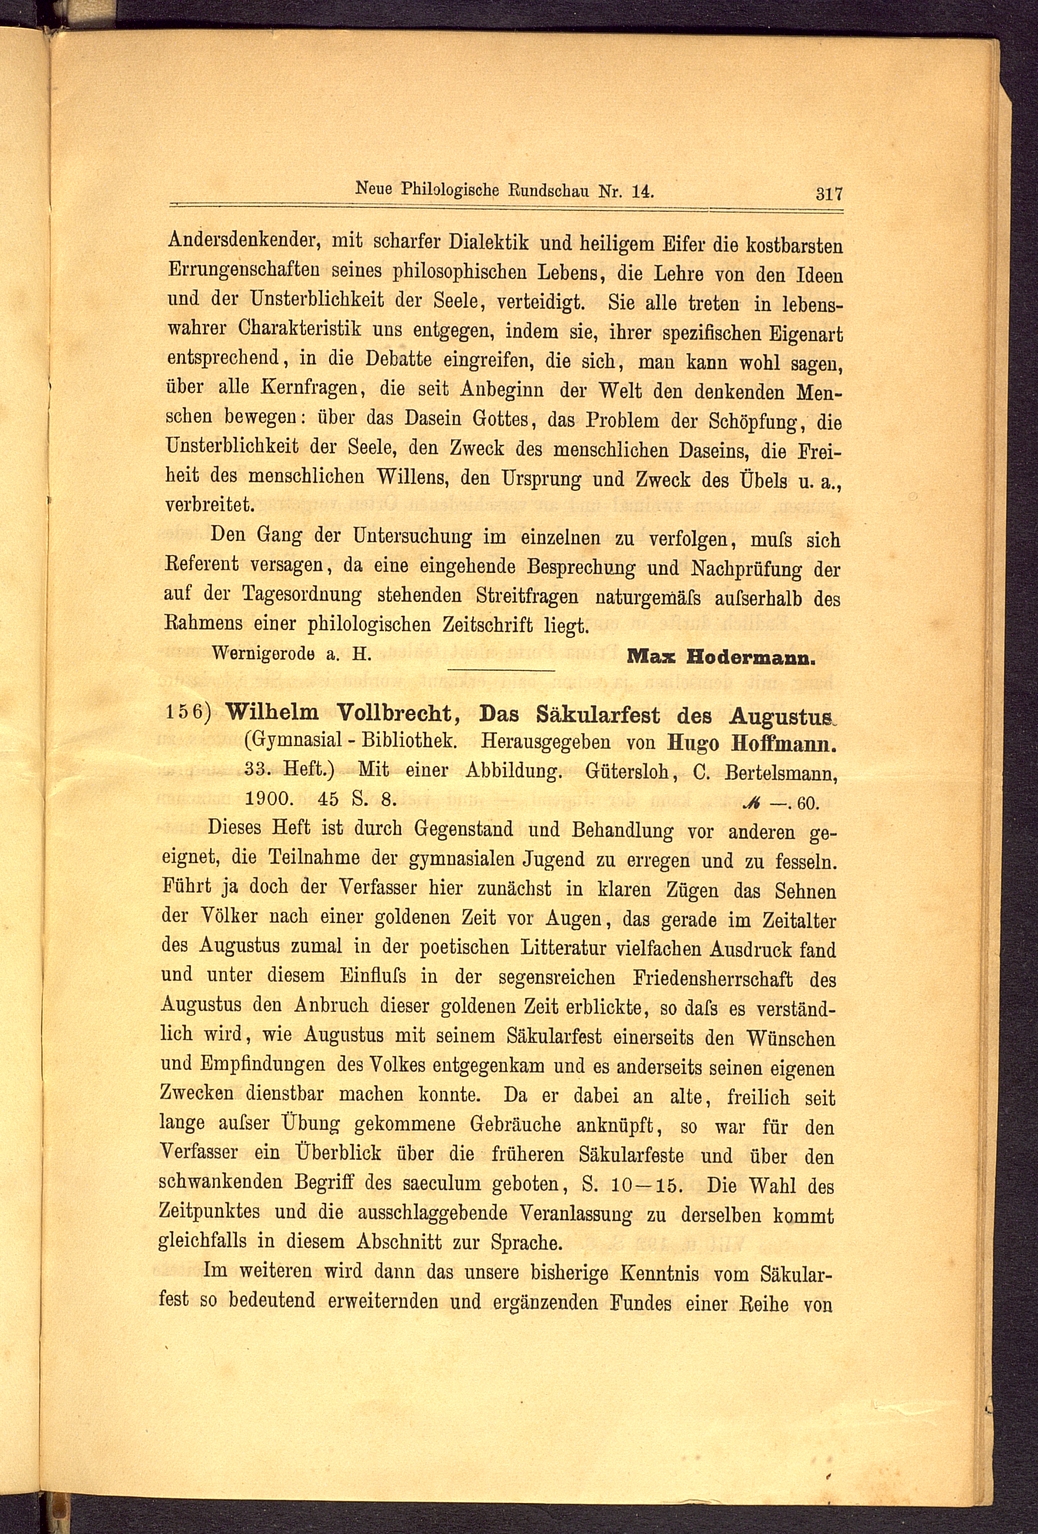 Neue Philologische Rundschau Nr. 14. 317
Andersdenkender, mit scharfer Dialektik und heiligem Eifer die kostbarsten
Errungenschaften seines philosophischen Lebens, die Lehre von den Ideen
und der Unsterblichkeit der Seele, verteidigt. Sie alle treten in lebens-
wahrer Charakteristik uns entgegen, indem sie, ihrer spezifischen Eigenart
entsprechend, in die Debatte eingreifen, die sich, man kann wohl sagen,
über alle Kernfragen, die seit Anbeginn der Welt den denkenden Men-
schen bewegen: über das Dasein Gottes, das Problem der Schöpfung, die
Unsterblichkeit der Seele, den Zweck des menschlichen Daseins, die Frei-
heit des menschlichen Willens, den Ursprung und Zweck des Übels u. a.,
verbreitet.
Den Gang der Untersuchung im einzelnen zu verfolgen, muſs sich
Referent versagen, da eine eingehende Besprechung und Nachprüfung der
auf der Tagesordnung stehenden Streitfragen naturgemäſs auſserhalb des
Rahmens einer philologischen Zeitschrift liegt.
Wernigerode a. H. Max Hodermann.
156) Wilhelm Vollbrecht, Das Säkularfest des Augustus.
(Gymnasial-Bibliothek. Herausgegeben von Hugo Hoffmann.
33. Heft.) Mit einer Abbildung. Gütersloh, C. Bertelsmann,
1900. 45 S. 8. ℳ —. 60.
Dieses Heft ist durch Gegenstand und Behandlung vor anderen ge-
eignet, die Teilnahme der gymnasialen Jugend zu erregen und zu fesseln.
Führt ja doch der Verfasser hier zunächst in klaren Zügen das Sehnen
der Völker nach einer goldenen Zeit vor Augen, das gerade im Zeitalter
des Augustus zumal in der poetischen Litteratur vielfachen Ausdruck fand
und unter diesem Einfluſs in der segensreichen Friedensherrschaft des
Augustus den Anbruch dieser goldenen Zeit erblickte, so daſs es verständ-
lich wird, wie Augustus mit seinem Säkularfest einerseits den Wünschen
und Empfindungen des Volkes entgegenkam und es anderseits seinen eigenen
Zwecken dienstbar machen konnte. Da er dabei an alte, freilich seit
lange auſser Übung gekommene Gebräuche anknüpft, so war für den
Verfasser ein Überblick über die früheren Säkularfeste und über den
schwankenden Begriff des saeculum geboten, S. 10—15. Die Wahl des
Zeitpunktes und die ausschlaggebende Veranlassung zu derselben kommt
gleichfalls in diesem Abschnitt zur Sprache.
Im weiteren wird dann das unsere bisherige Kenntnis vom Säkular-
fest so bedeutend erweiternden und ergänzenden Fundes einer Reihe von